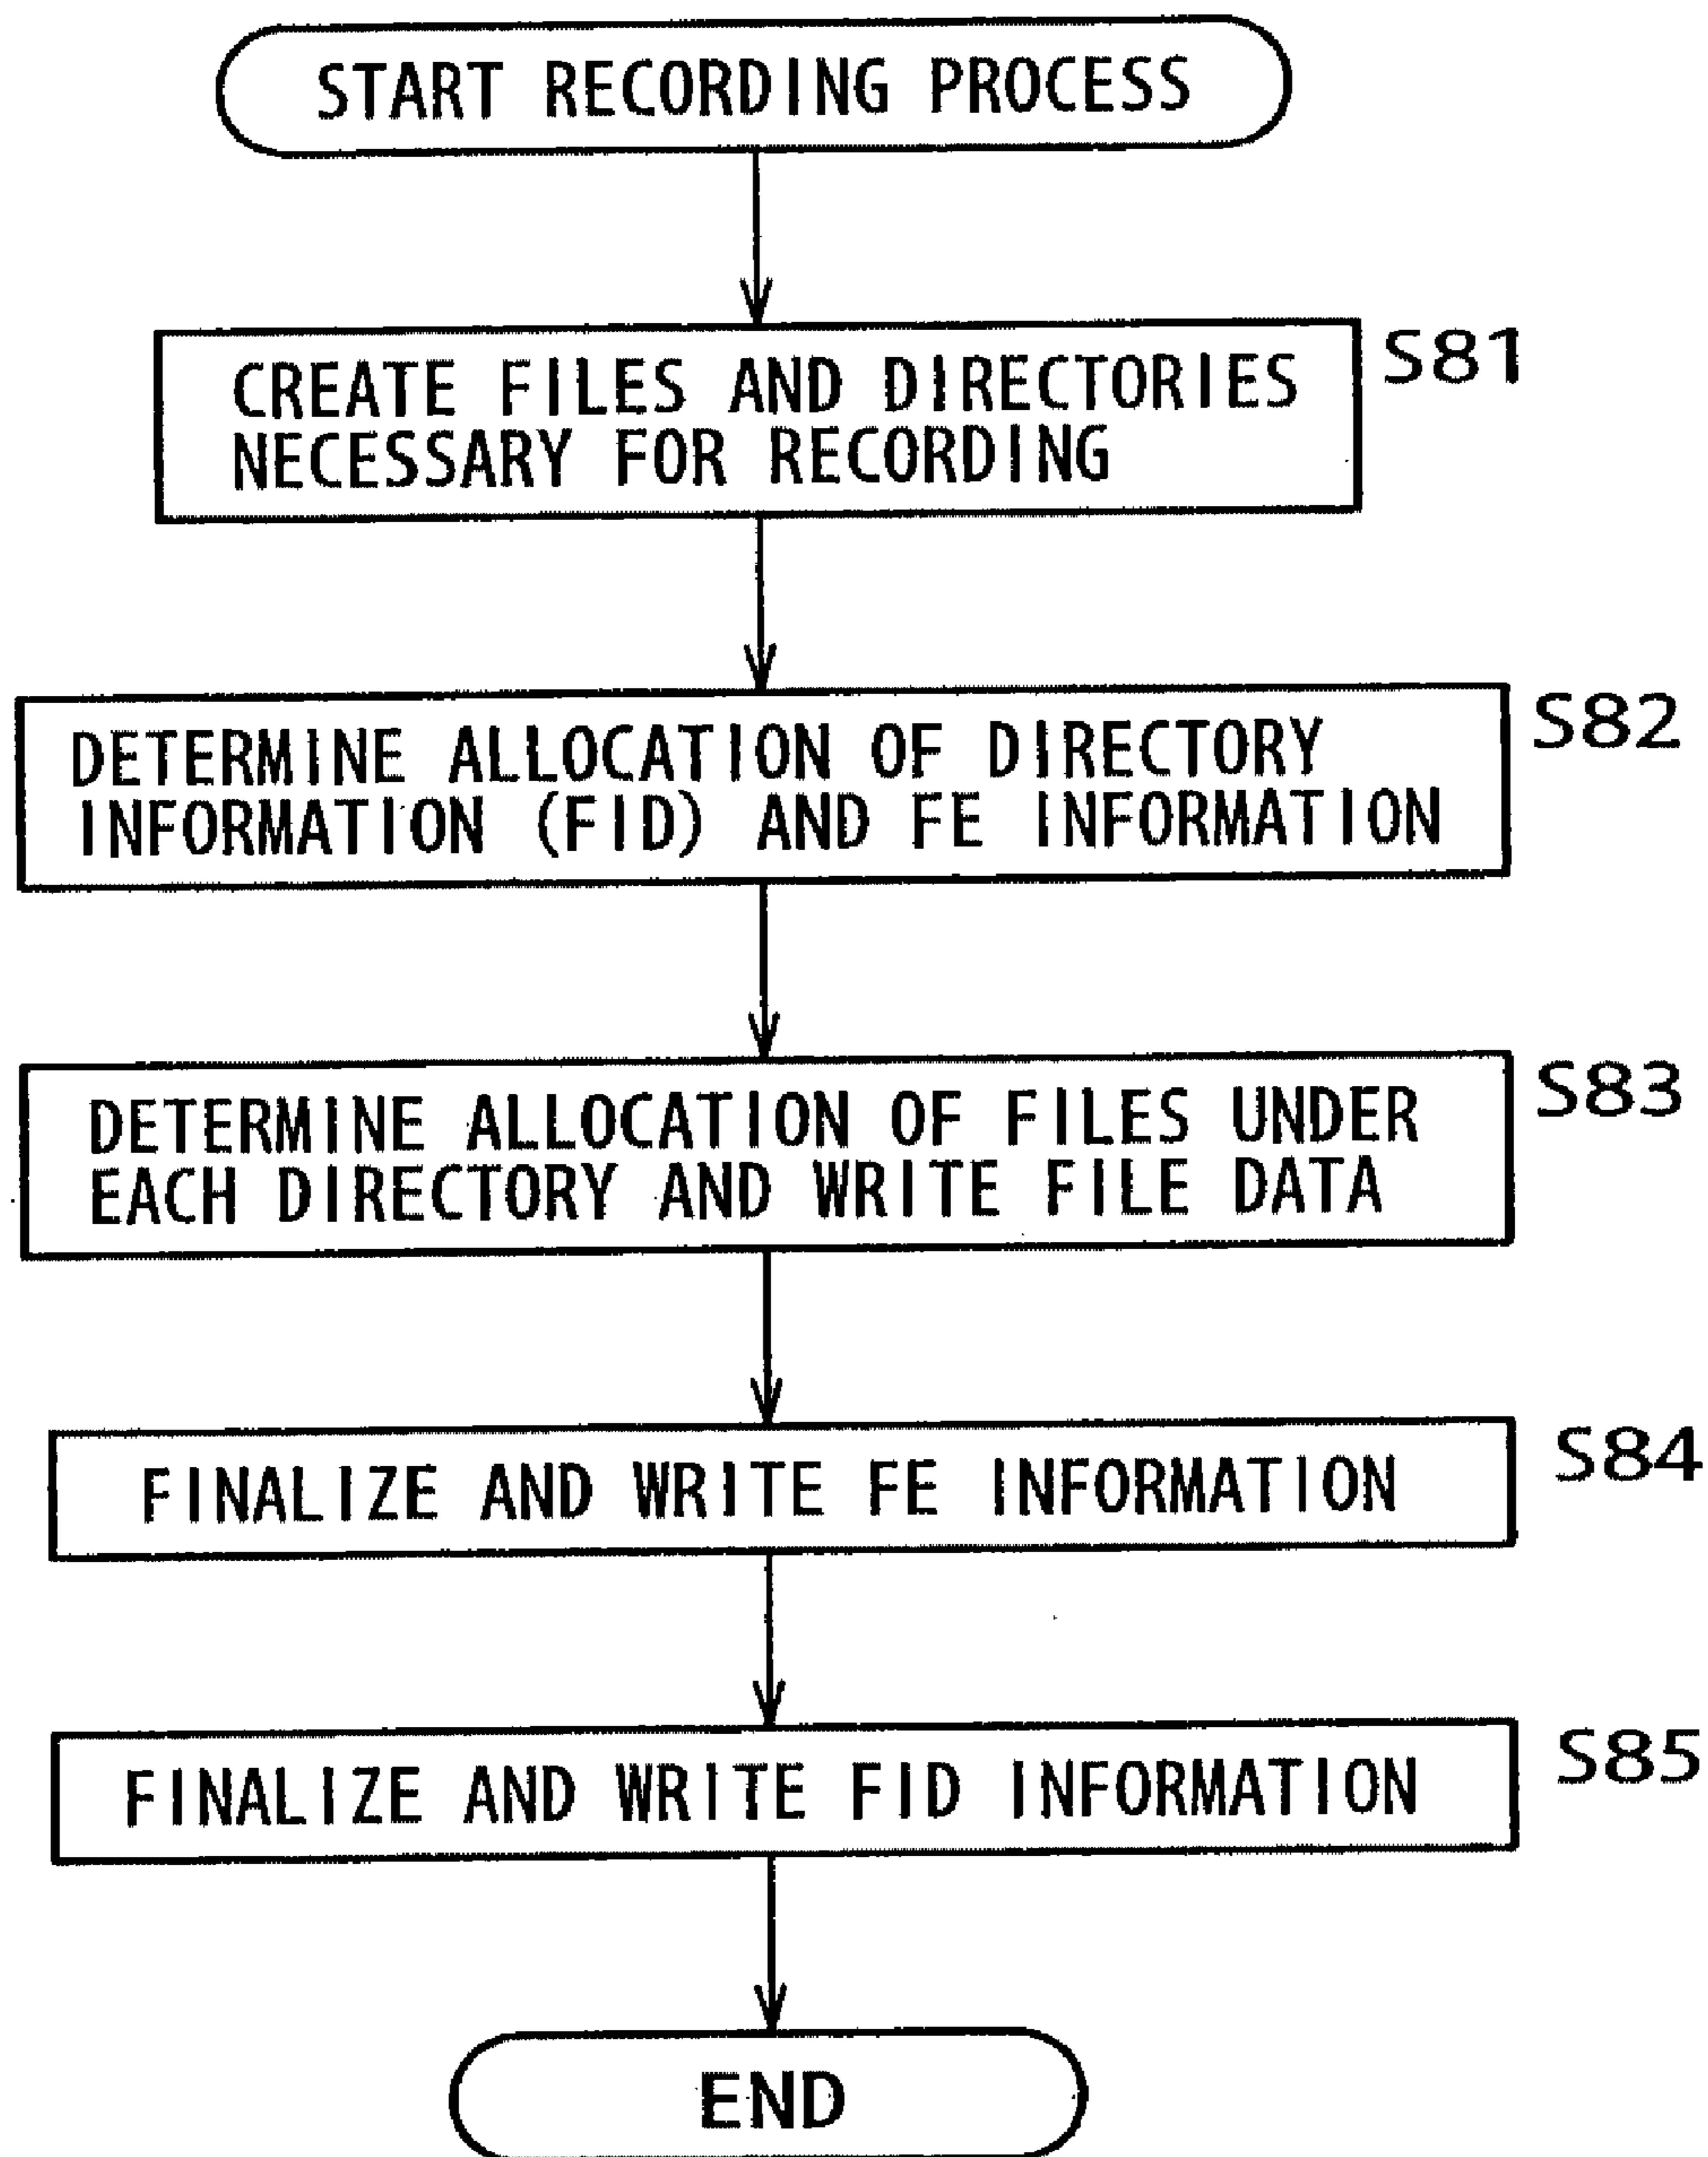 START RECORDING PROCESS
CREATE FILES AND DIRECTORIES
NECESSARY FOR RECORDING
S81
DETERMINE ALLOCATION OF DIRECTORY
INFORMATION (FID) AND FE INFORMATION
S82
DETERMINE ALLOCATION OF FILES UNDER
EACH DIRECTORY AND WRITE FILE DATA
S83
FINALIZE AND WRITE FE INFORMATION
S84
FINALIZE AND WRITE FID INFORMATION
S85
END